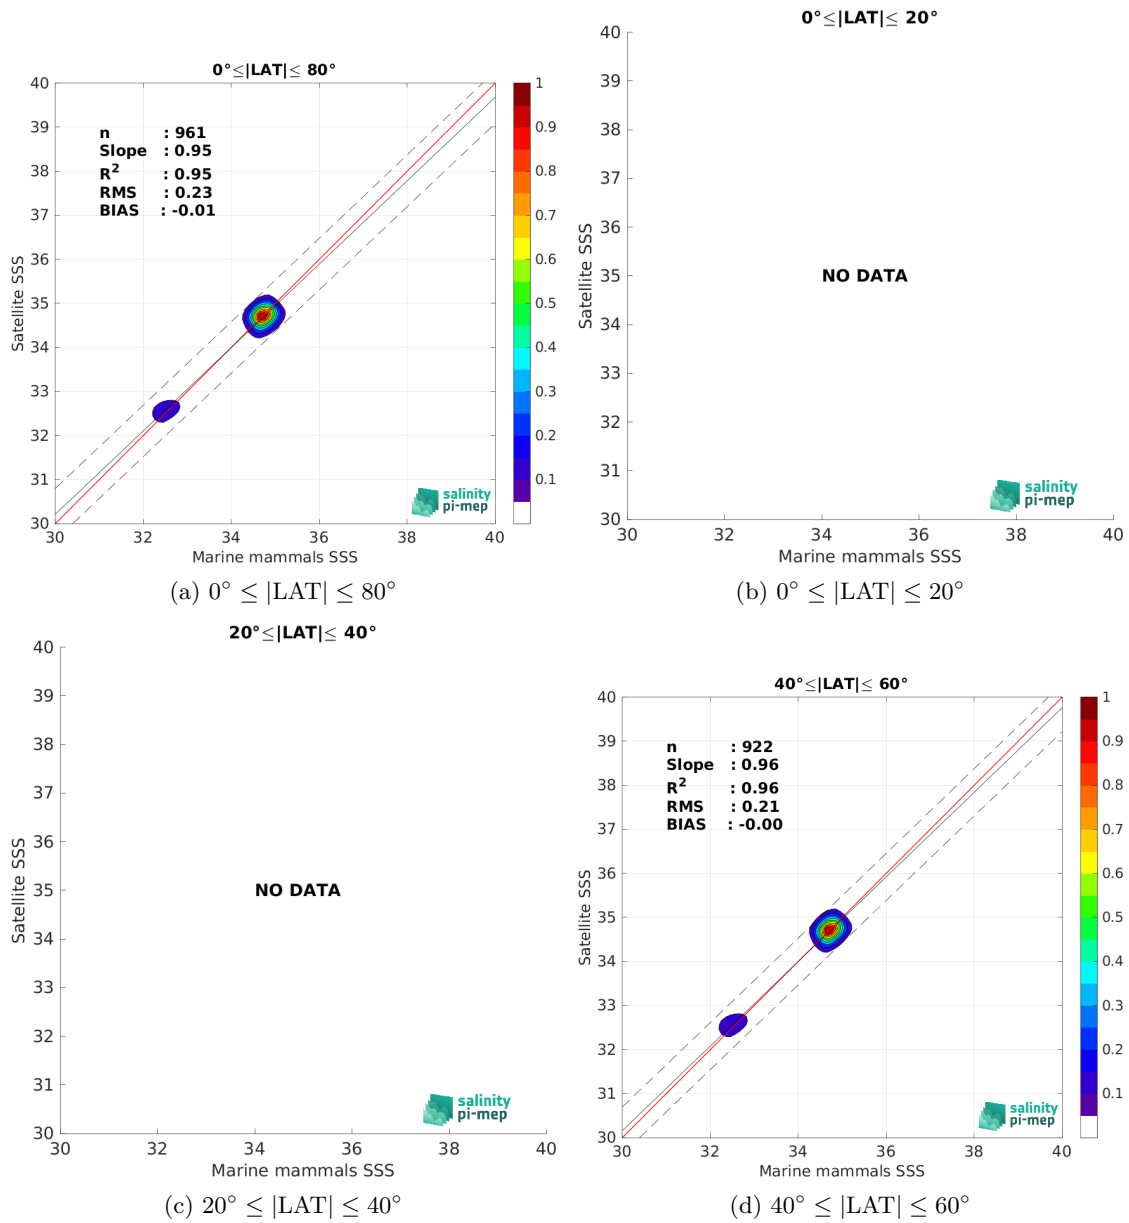 0°≤|LAT|≤ 80°
40
39
38
37
36
35
34
33
32
31
30
Satellite SSS
n : 961
Slope : 0.95
R² : 0.95
RMS : 0.23
BIAS : -0.01
salinity
pi-mep
30 32 34 36 38 40
Marine mammals SSS
1
0.9
0.8
0.7
0.6
0.5
0.4
0.3
0.2
0.1
(a) 0° ≤ |LAT| ≤ 80°
0°≤|LAT|≤ 20°
40
39
38
37
36
35
34
33
32
31
30
Satellite SSS
NO DATA
salinity
pi-mep
30 32 34 36 38 40
Marine mammals SSS
(b) 0° ≤ |LAT| ≤ 20°
20°≤|LAT|≤ 40°
40
39
38
37
36
35
34
33
32
31
30
Satellite SSS
NO DATA
salinity
pi-mep
30 32 34 36 38 40
Marine mammals SSS
(c) 20° ≤ |LAT| ≤ 40°
40°≤|LAT|≤ 60°
40
39
38
37
36
35
34
33
32
31
30
Satellite SSS
n : 922
Slope : 0.96
R² : 0.96
RMS : 0.21
BIAS : -0.00
salinity
pi-mep
30 32 34 36 38 40
Marine mammals SSS
1
0.9
0.8
0.7
0.6
0.5
0.4
0.3
0.2
0.1
(d) 40° ≤ |LAT| ≤ 60°